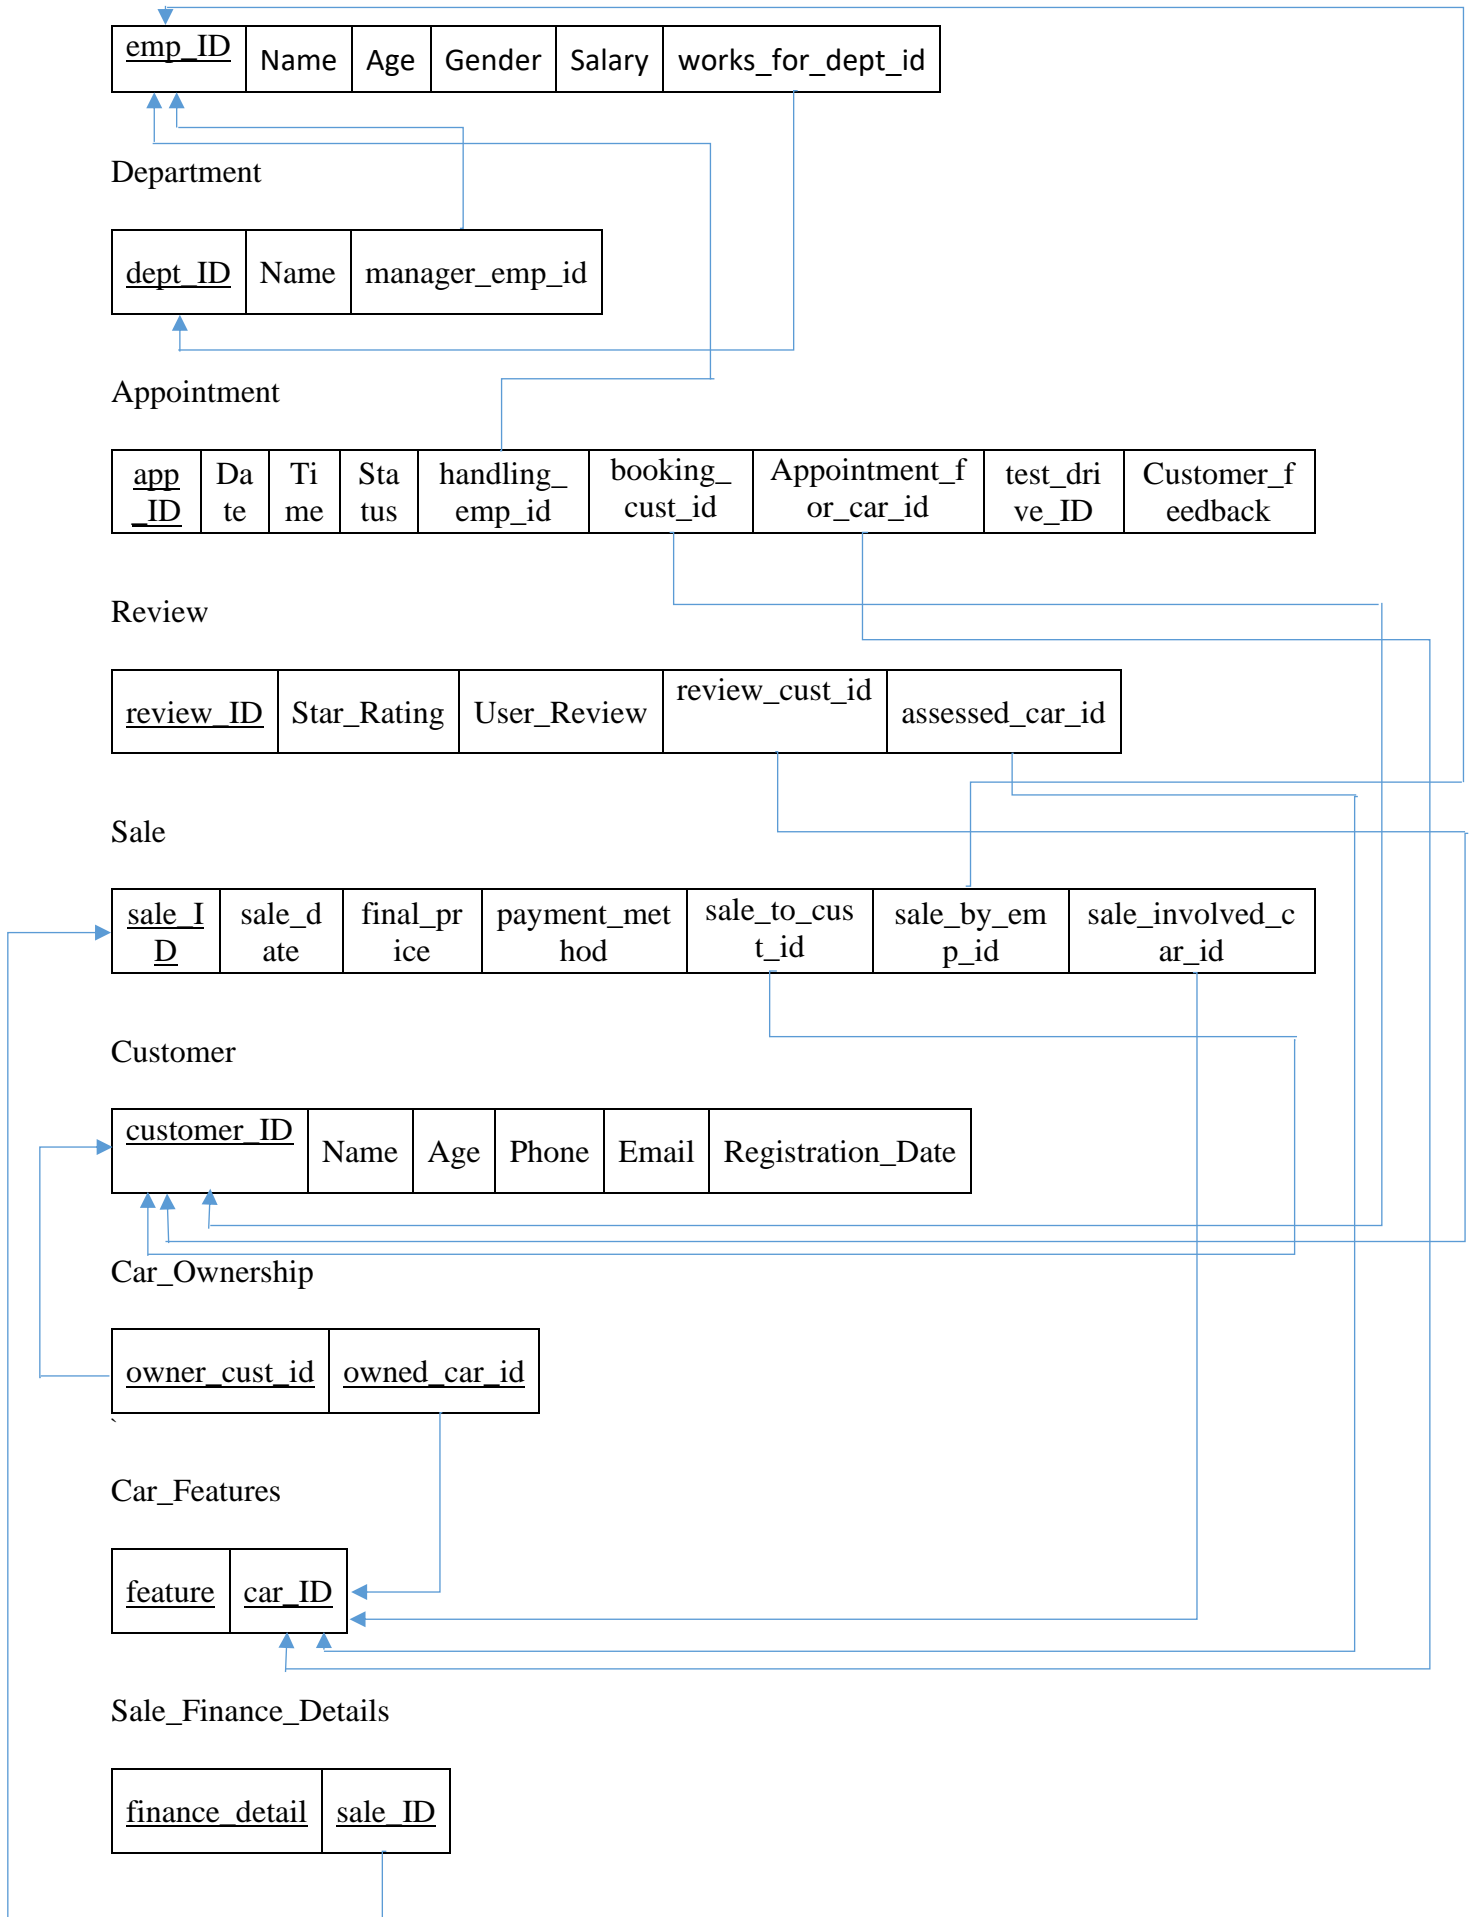 emp_ID Name Age Gender Salary works_for_dept_id
Department
dept_ID Name manager_emp_id
Appointment
app Da Ti Sta handling_ booking_ Appointment_f test_dri Customer_f
_ID te me tus emp_id cust_id or_car_id ve_ID eedback
Review
review_ID Star_Rating User_Review review_cust_id assessed_car_id
Sale
sale_I sale_d final_pr payment_met sale_to_cus sale_by_em sale_involved_c
D ate ice hod t_id p_id ar_id
Customer
customer_ID Name Age Phone Email Registration_Date
Car_Ownership
owner_cust_id owned_car_id
`
Car_Features
feature car_ID
Sale_Finance_Details
finance_detail sale_ID